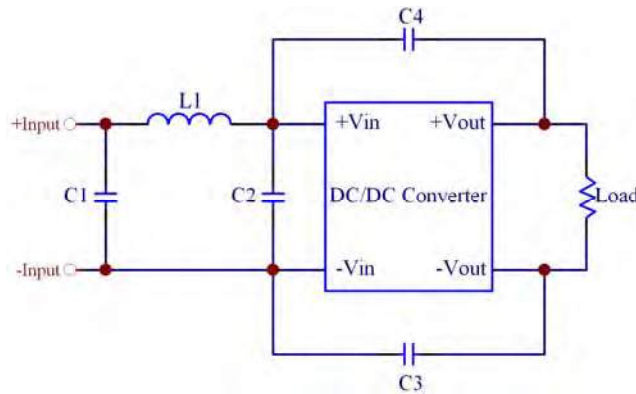 C4
L1
+Input
+Vin
+Vout
C1
C2
DC/DC Converter
Load
-Input
-Vin
-Vout
C3